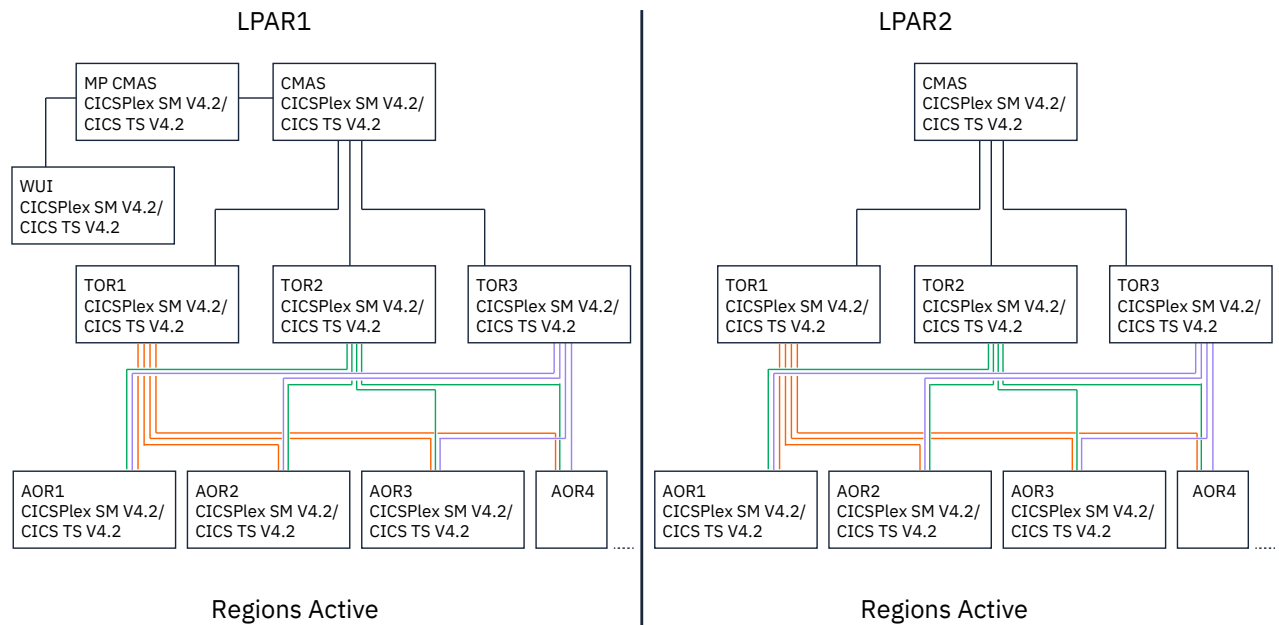 LPAR1
LPAR2
MP CMAS
CICSPlex SM V4.2/
CICS TS V4.2
CMAS
CICSPlex SM V4.2/
CICS TS V4.2
CMAS
CICSPlex SM V4.2/
CICS TS V4.2
WUI
CICSPlex SM V4.2/
CICS TS V4.2
TOR1
CICSPlex SM V4.2/
CICS TS V4.2
TOR2
CICSPlex SM V4.2/
CICS TS V4.2
TOR3
CICSPlex SM V4.2/
CICS TS V4.2
TOR1
CICSPlex SM V4.2/
CICS TS V4.2
TOR2
CICSPlex SM V4.2/
CICS TS V4.2
TOR3
CICSPlex SM V4.2/
CICS TS V4.2
AOR1
CICSPlex SM V4.2/
CICS TS V4.2
AOR2
CICSPlex SM V4.2/
CICS TS V4.2
AOR3
CICSPlex SM V4.2/
CICS TS V4.2
AOR4
AOR1
CICSPlex SM V4.2/
CICS TS V4.2
AOR2
CICSPlex SM V4.2/
CICS TS V4.2
AOR3
CICSPlex SM V4.2/
CICS TS V4.2
AOR4
Regions Active
Regions Active